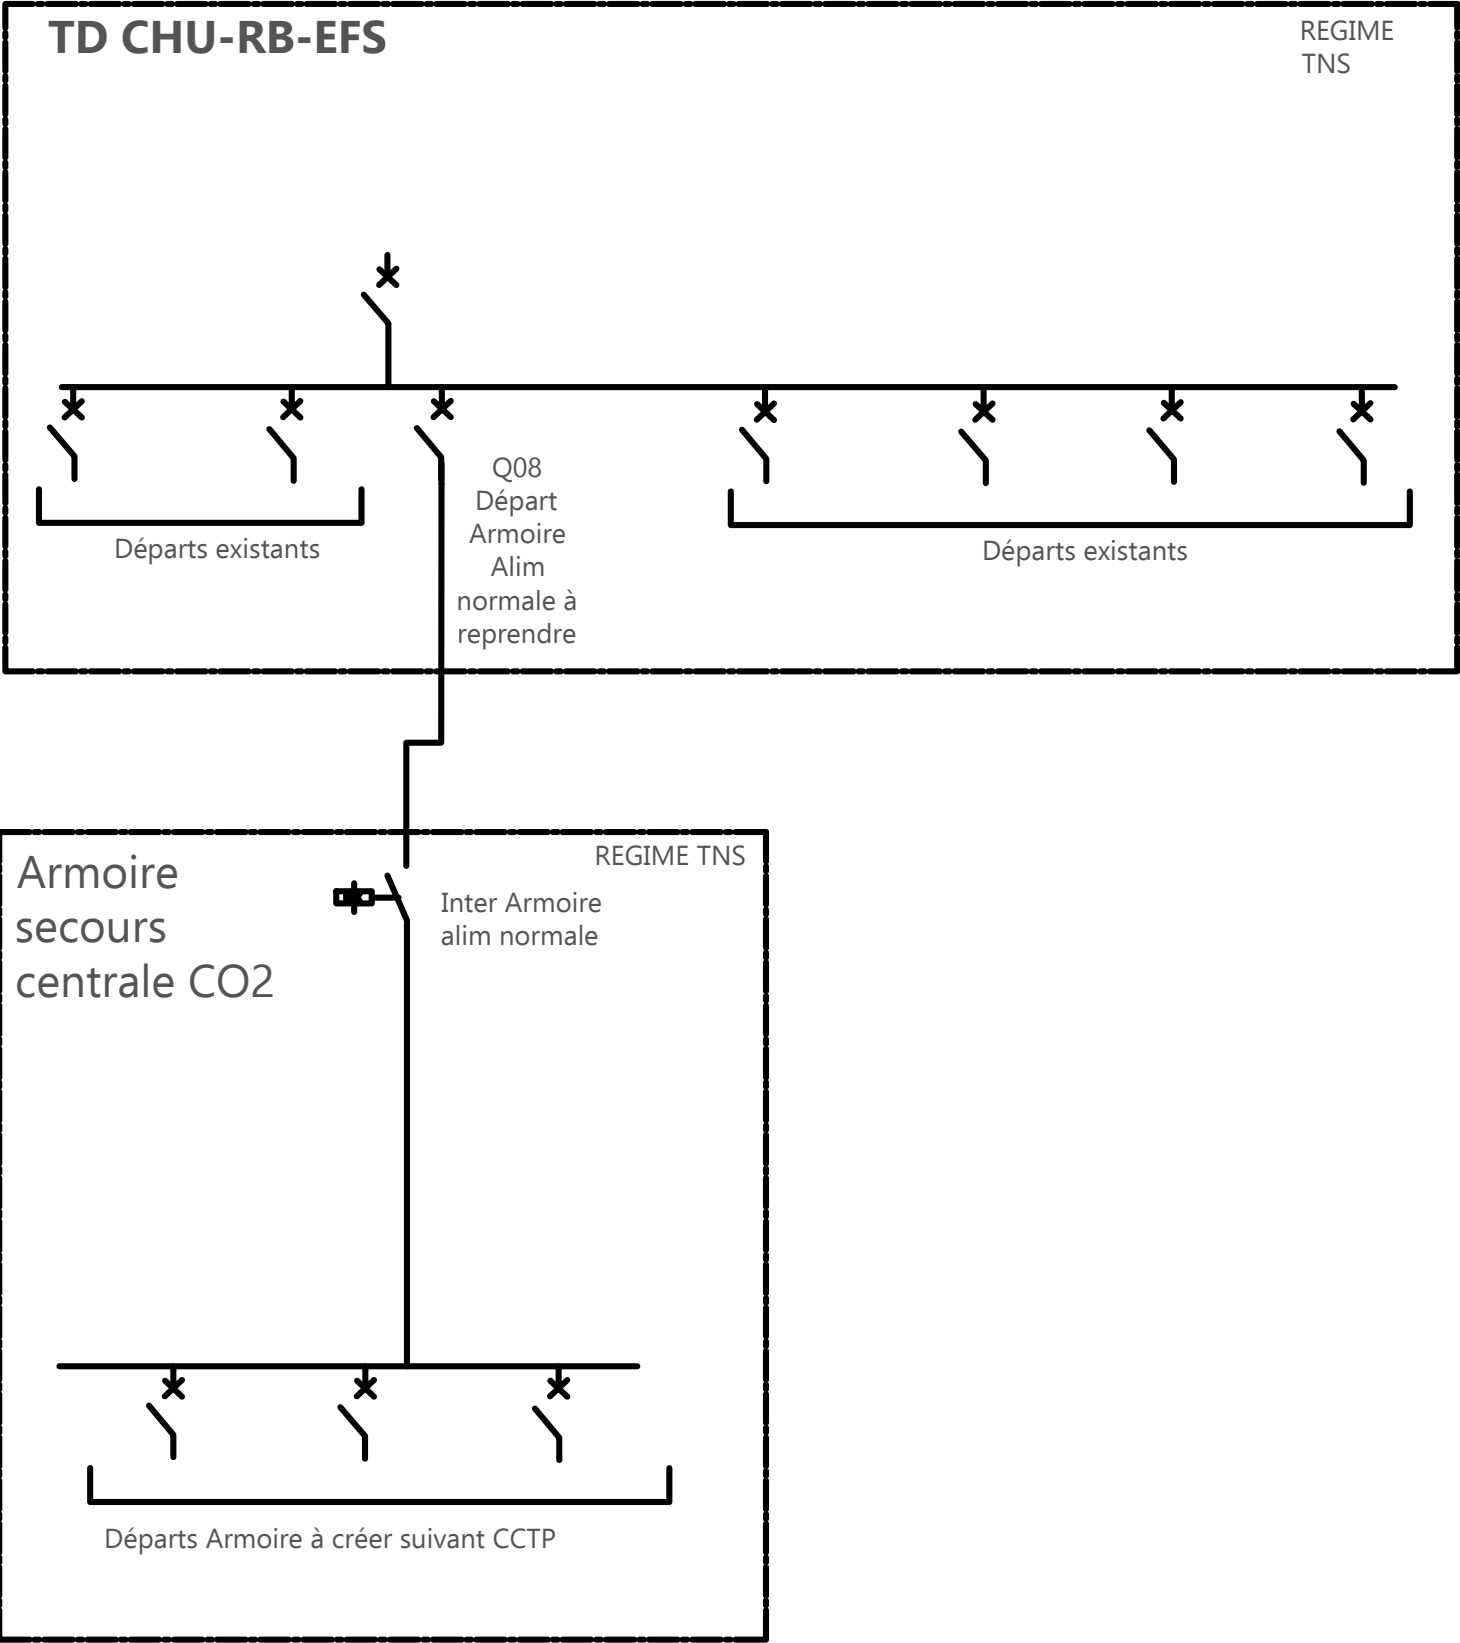 TD CHU-RB-EFS
REGIME
TNS
Q08
Départ
Armoire
Alim
normale à
reprendre
Départs existants
Départs existants
Armoire
secours
centrale CO2
REGIME TNS
Inter Armoire
alim normale
Départs Armoire à créer suivant CCTP